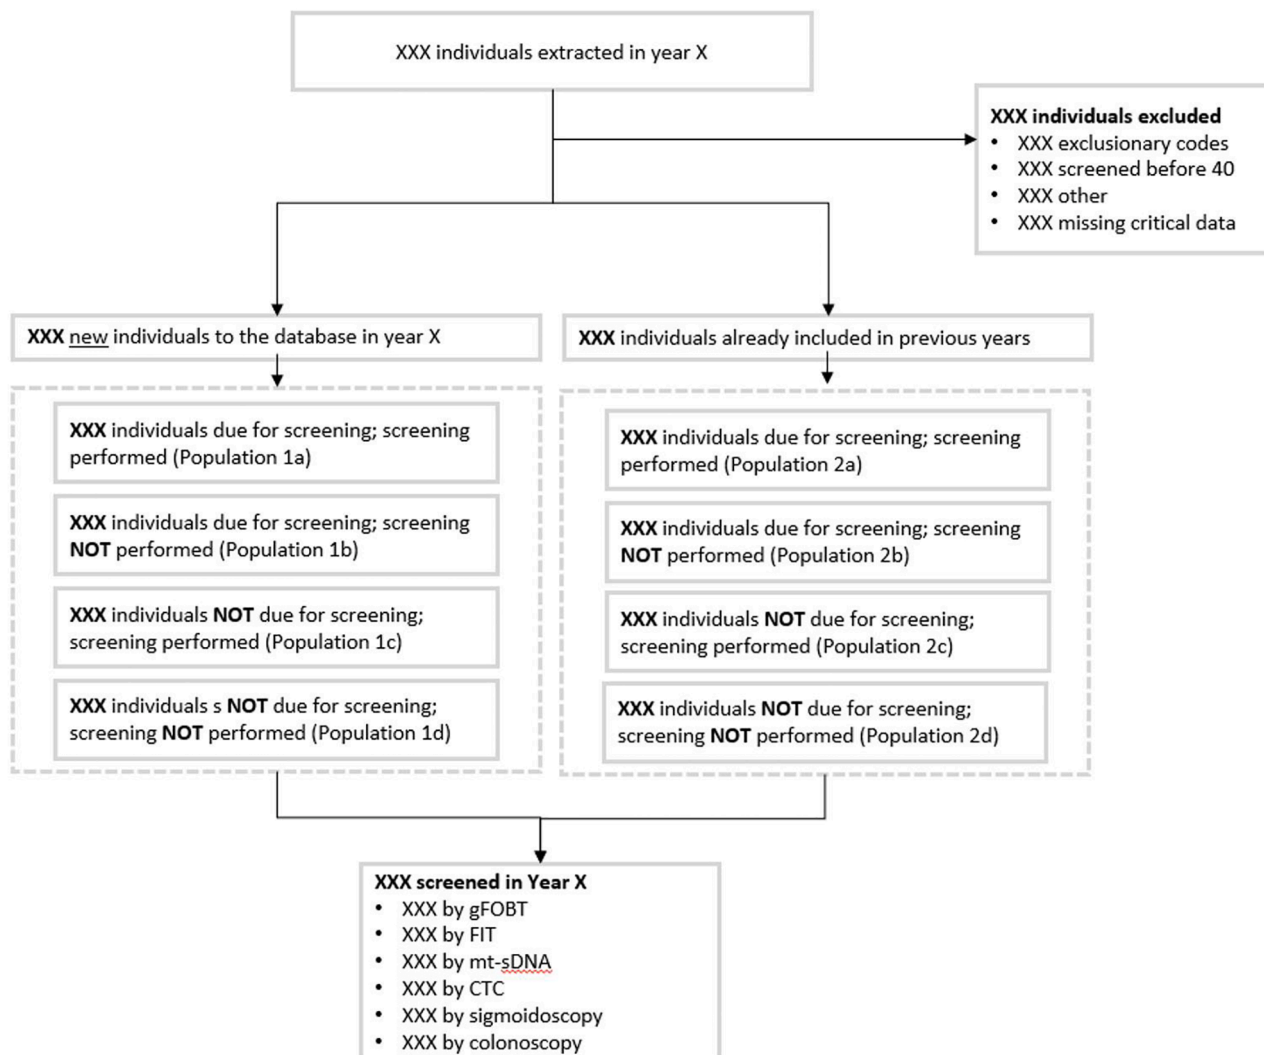 XXX individuals extracted in year X
XXX individuals excluded
• XXX exclusionary codes
• XXX screened before 40
• XXX other
• XXX missing critical data
XXX new individuals to the database in year X
XXX individuals already included in previous years
XXX individuals due for screening; screening
performed (Population 1a)
XXX individuals due for screening; screening
NOT performed (Population 1b)
XXX individuals NOT due for screening;
screening performed (Population 1c)
XXX individuals s NOT due for screening;
screening NOT performed (Population 1d)
XXX individuals due for screening; screening
performed (Population 2a)
XXX individuals due for screening; screening
NOT performed (Population 2b)
XXX individuals NOT due for screening;
screening performed (Population 2c)
XXX individuals NOT due for screening;
screening NOT performed (Population 2d)
XXX screened in Year X
• XXX by gFOBT
• XXX by FIT
• XXX by mt-sDNA
• XXX by CTC
• XXX by sigmoidoscopy
• XXX by colonoscopy